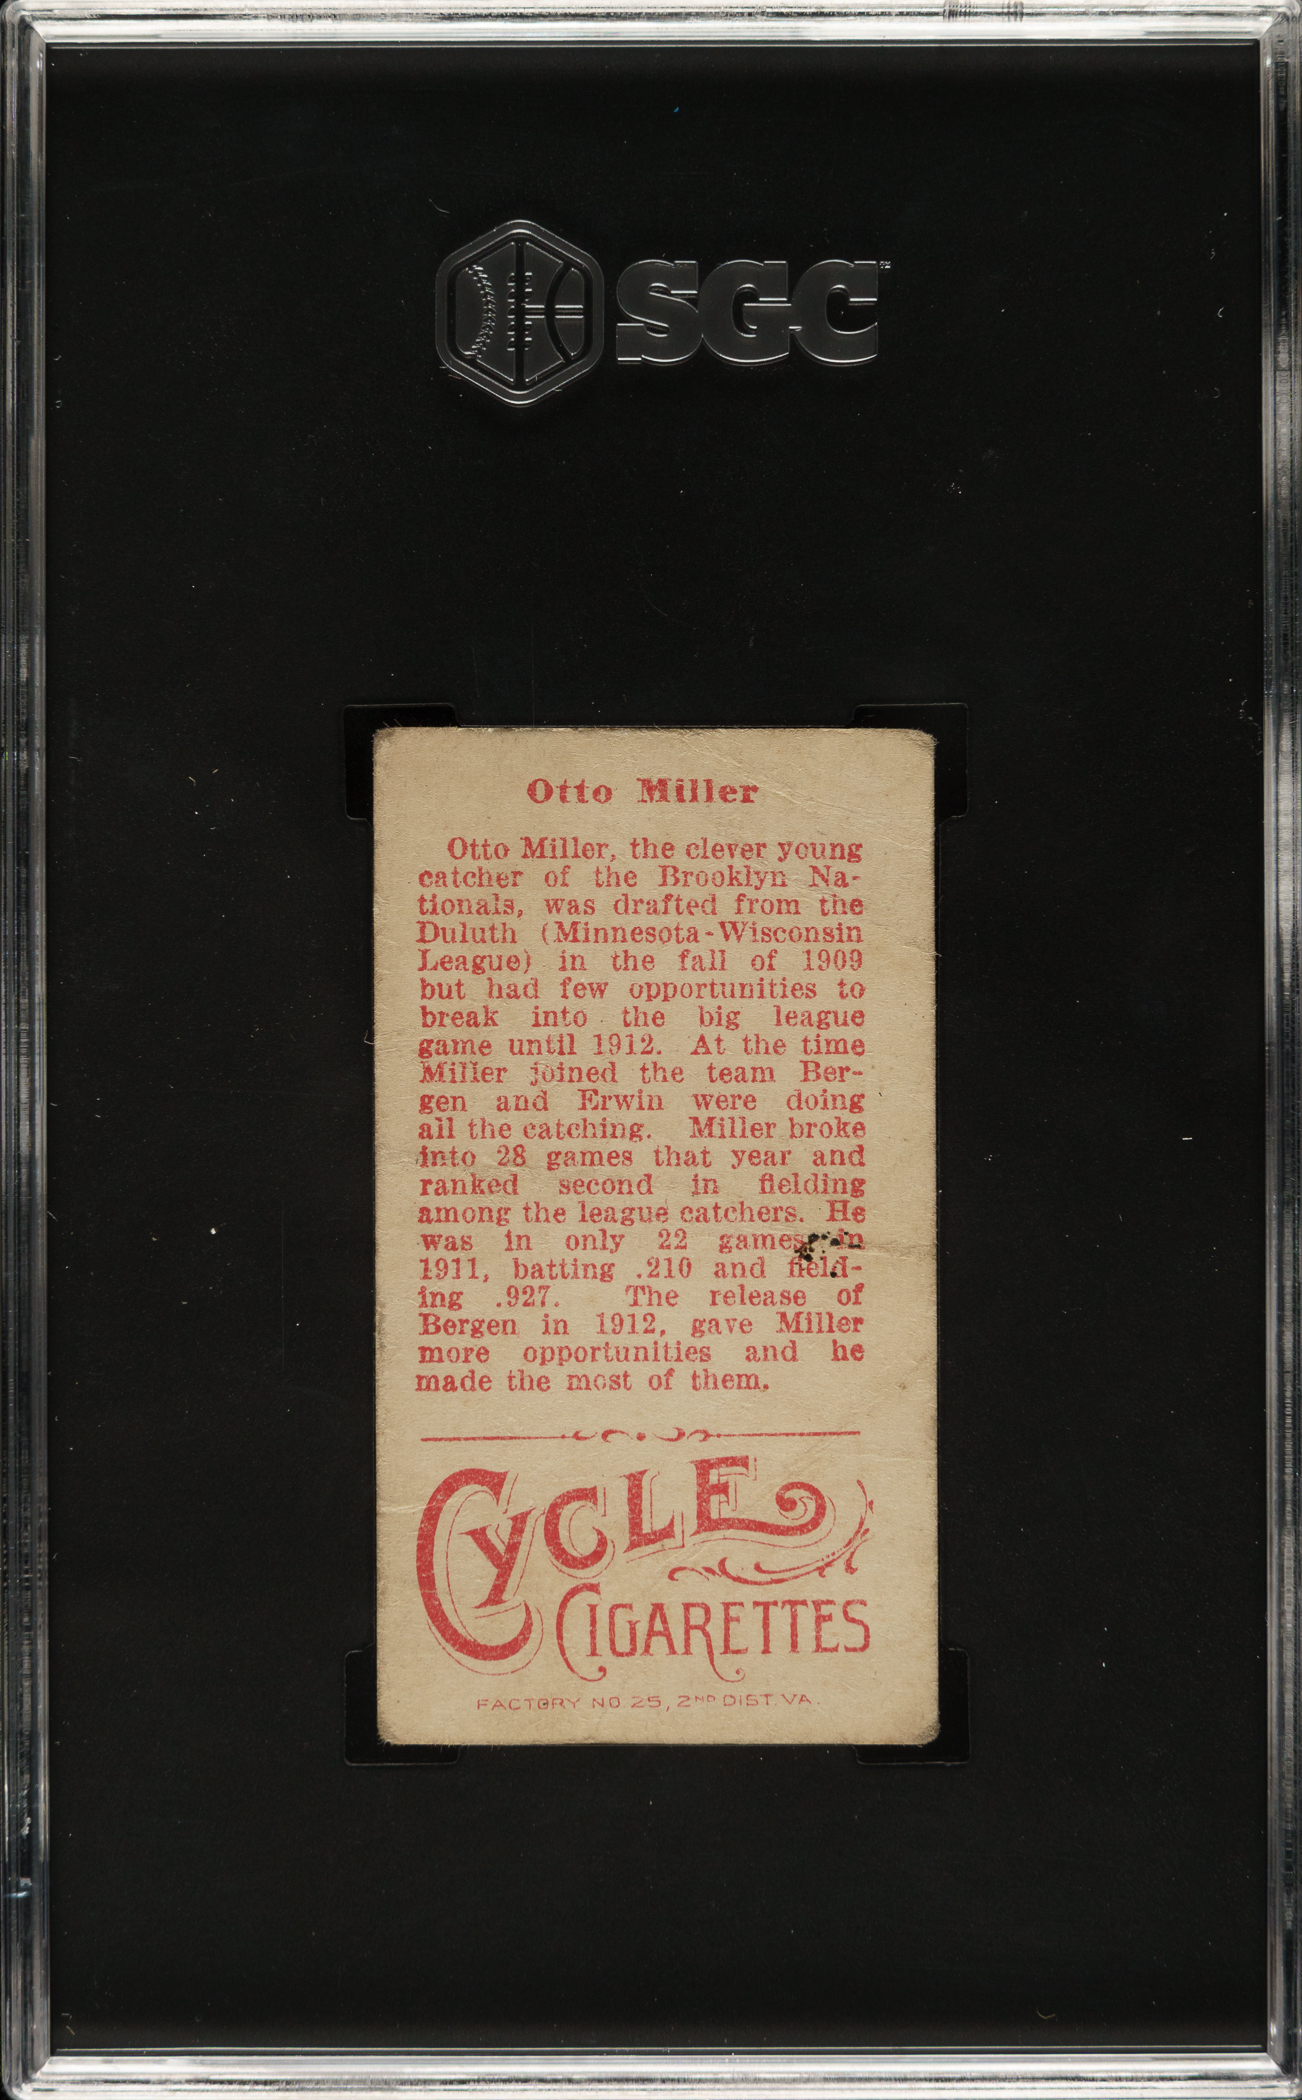 SGC
Otto Miller
Otto Miller, the clever young
catcher of the Brooklyn Na-
tionals, was drafted from the
Duluth (Minnesota-Wisconsin
League) in the fall of 1909
but had few opportunities to
break into the big league
game until 1912. At the time
Miller joined the team Ber-
gen and Erwin were doing
all the catching. Miller broke
into 28 games that year and
ranked second in fielding
among the league catchers. He
was in only 22 games in
1911, batting .210 and field-
ing .927. The release of
Bergen in 1912, gave Miller
more opportunities and he
made the most of them.
CYCLE
CIGARETTES
FACTORY NO. 25, 2ND DIST. VA.